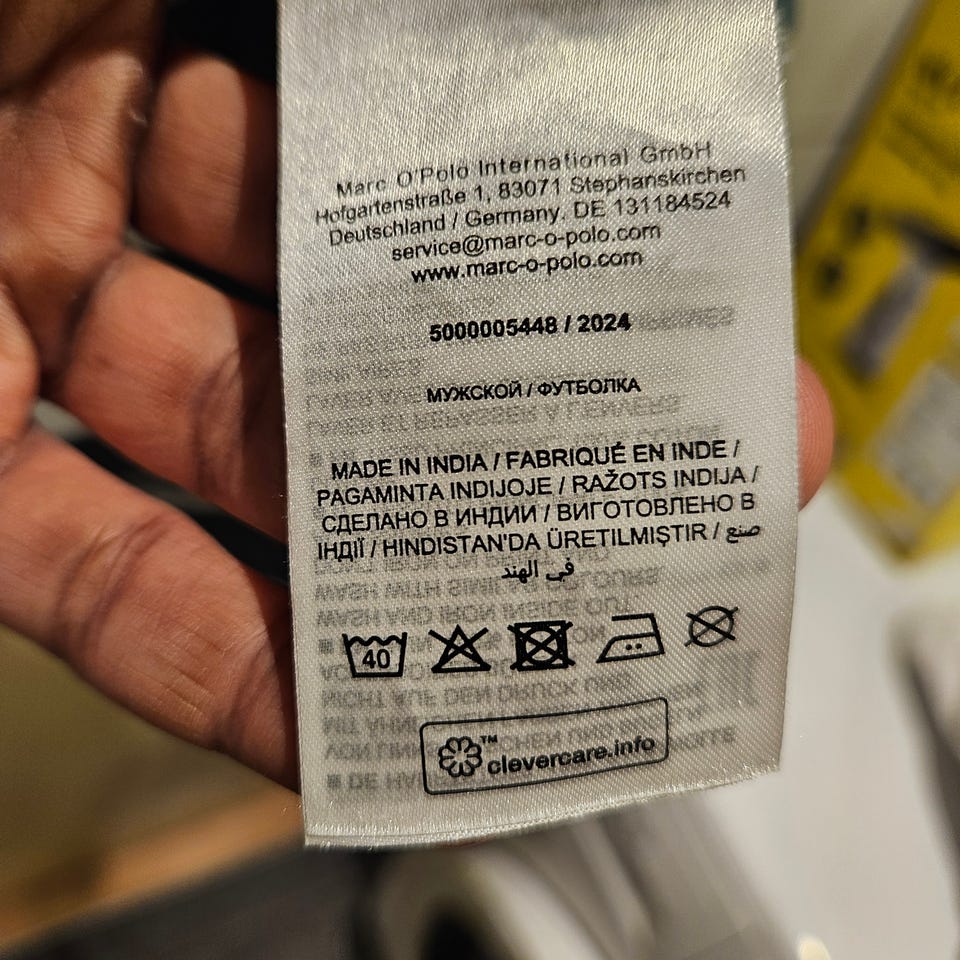 Marc O'Polo International GmbH
Hofgartenstraße 1, 83071 Stephanskirchen
Deutschland / Germany. DE 131184524
service@marc-o-polo.com
www.marc-o-polo.com
5000005448 / 2024
МУЖСКОЙ / ФУТБОЛКА
MADE IN INDIA / FABRIQUÉ EN INDE /
PAGAMINTA INDIJOJE / RAŽOTS INDIJA /
СДЕЛАНО В ИНДИИ / ВИГОТОВЛЕНО В
ІНДІЇ / HINDISTAN'DA ÜRETILMIŞTIR / صنع
في الهند
40
™
clevercare.info